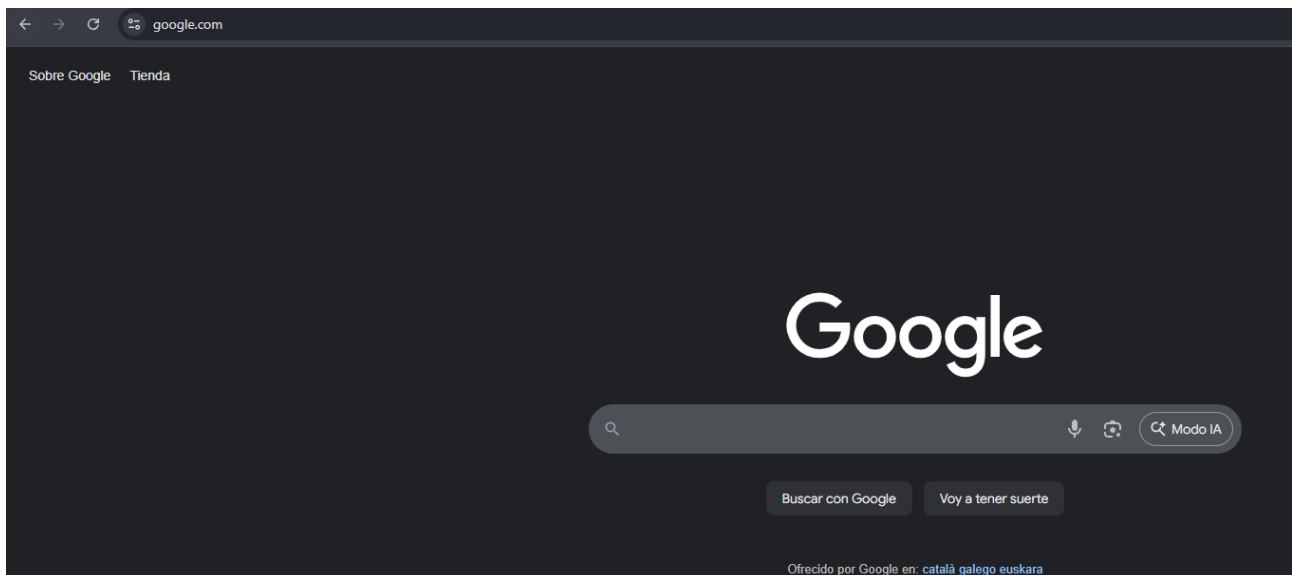 google.com
Sobre Google Tienda
Google
Modo IA
Buscar con Google Voy a tener suerte
Ofrecido por Google en: català galego euskara